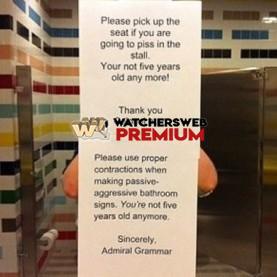 Please pick up the
seat if you are
going to piss in the
stall.
Your not five years
old any more!
Thank you
WATCHERSWEB
PREMIUM
Please use proper
contractions when
making passive-
aggressive bathroom
signs. You're not five
years old anymore.
Sincerely,
Admiral Grammar